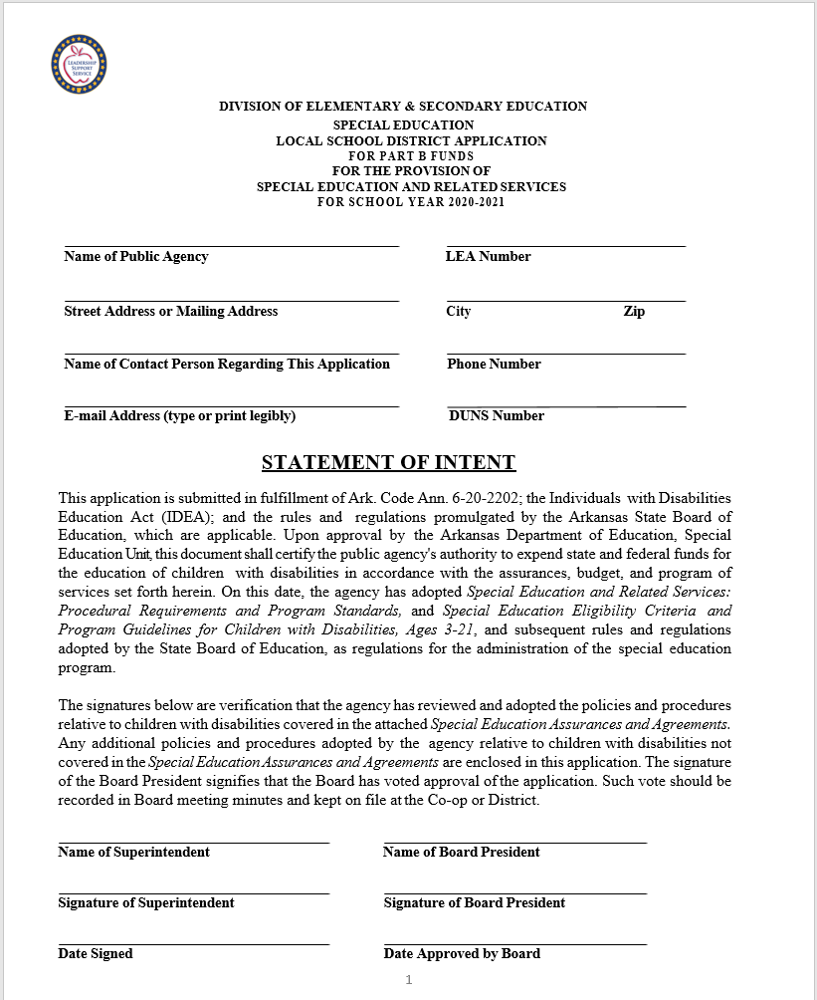 LEADERSHIP
SUPPORT
SERVICE
DIVISION OF ELEMENTARY & SECONDARY EDUCATION
SPECIAL EDUCATION
LOCAL SCHOOL DISTRICT APPLICATION
FOR PART B FUNDS
FOR THE PROVISION OF
SPECIAL EDUCATION AND RELATED SERVICES
FOR SCHOOL YEAR 2020-2021
Name of Public Agency LEA Number
Street Address or Mailing Address City Zip
Name of Contact Person Regarding This Application Phone Number
E-mail Address (type or print legibly) DUNS Number
STATEMENT OF INTENT
This application is submitted in fulfillment of Ark. Code Ann. 6-20-2202; the Individuals with Disabilities
Education Act (IDEA); and the rules and regulations promulgated by the Arkansas State Board of
Education, which are applicable. Upon approval by the Arkansas Department of Education, Special
Education Unit, this document shall certify the public agency's authority to expend state and federal funds for
the education of children with disabilities in accordance with the assurances, budget, and program of
services set forth herein. On this date, the agency has adopted Special Education and Related Services:
Procedural Requirements and Program Standards, and Special Education Eligibility Criteria and
Program Guidelines for Children with Disabilities, Ages 3-21, and subsequent rules and regulations
adopted by the State Board of Education, as regulations for the administration of the special education
program.
The signatures below are verification that the agency has reviewed and adopted the policies and procedures
relative to children with disabilities covered in the attached Special Education Assurances and Agreements.
Any additional policies and procedures adopted by the agency relative to children with disabilities not
covered in the Special Education Assurances and Agreements are enclosed in this application. The signature
of the Board President signifies that the Board has voted approval of the application. Such vote should be
recorded in Board meeting minutes and kept on file at the Co-op or District.
Name of Superintendent Name of Board President
Signature of Superintendent Signature of Board President
Date Signed Date Approved by Board
1